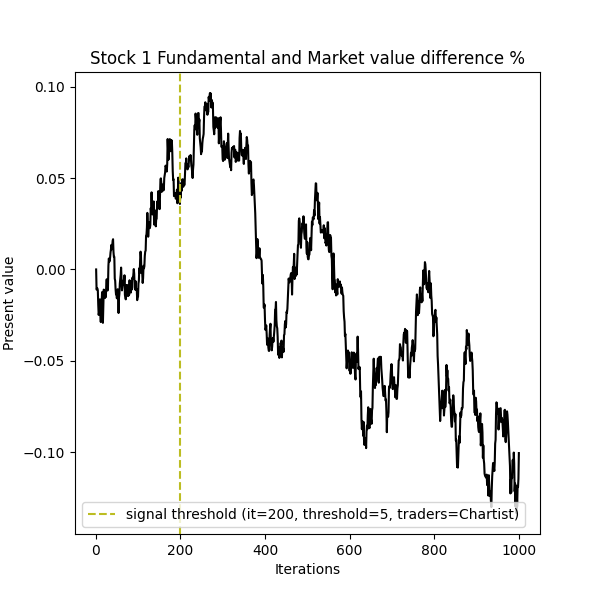 Stock 1 Fundamental and Market value difference %
Present value
0.10
0.05
0.00
−0.05
−0.10
signal threshold (it=200, threshold=5, traders=Chartist)
0
200
400
600
800
1000
Iterations